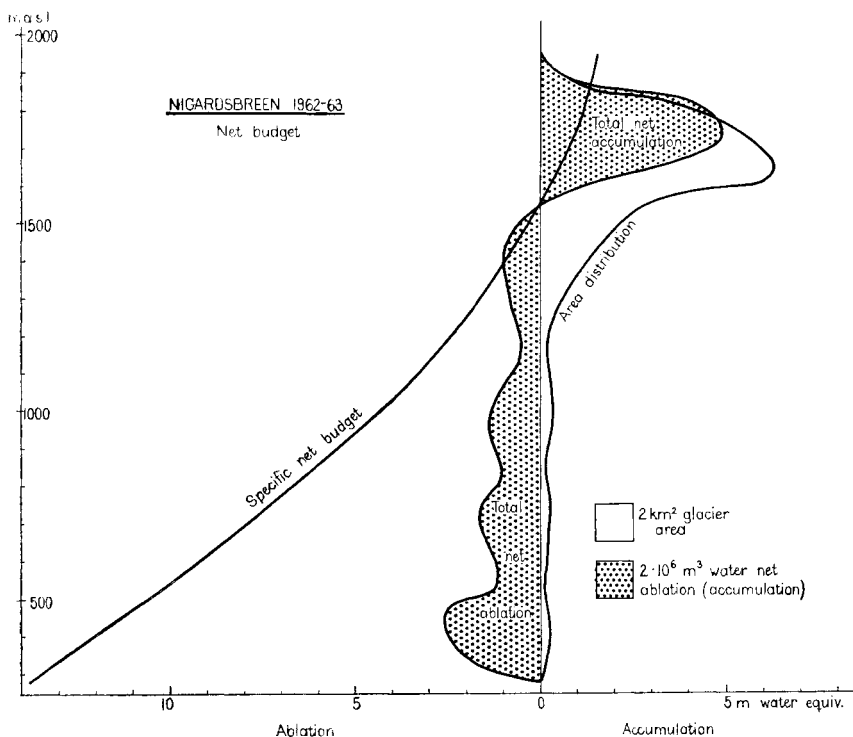 m a s l
2000
NIGARDSBREEN 1962-63
Net budget
Total net
accumulation
1500
Area distribution
1000
Specific net budget
2 km² glacier
area
Total
net
ablation
2·10⁶ m³ water net
ablation (accumulation)
500
10
5
0
5 m water equiv.
Ablation
Accumulation